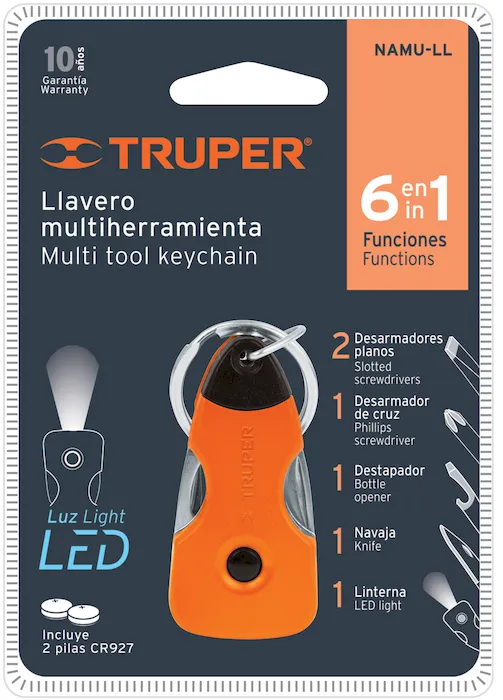 NAMU-LL
10 años
Garantía
Warranty
TRUPER®
Llavero
multiherramienta
Multi tool keychain
6 en
in 1
Funciones
Functions
2 Desarmadores
planos
Slotted
screwdrivers
1 Desarmador
de cruz
Phillips
screwdriver
1 Destapador
Bottle
opener
1 Navaja
Knife
1 Linterna
LED light
TRUPER
Luz Light
LED
Incluye
2 pilas CR927